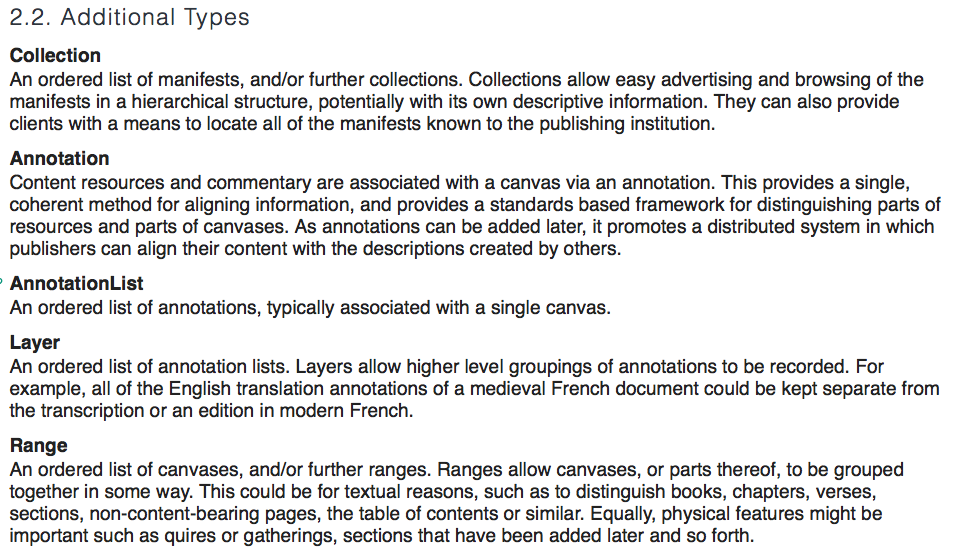 2.2. Additional Types
Collection
An ordered list of manifests, and/or further collections. Collections allow easy advertising and browsing of the
manifests in a hierarchical structure, potentially with its own descriptive information. They can also provide
clients with a means to locate all of the manifests known to the publishing institution.
Annotation
Content resources and commentary are associated with a canvas via an annotation. This provides a single,
coherent method for aligning information, and provides a standards based framework for distinguishing parts of
resources and parts of canvases. As annotations can be added later, it promotes a distributed system in which
publishers can align their content with the descriptions created by others.
AnnotationList
An ordered list of annotations, typically associated with a single canvas.
Layer
An ordered list of annotation lists. Layers allow higher level groupings of annotations to be recorded. For
example, all of the English translation annotations of a medieval French document could be kept separate from
the transcription or an edition in modern French.
Range
An ordered list of canvases, and/or further ranges. Ranges allow canvases, or parts thereof, to be grouped
together in some way. This could be for textual reasons, such as to distinguish books, chapters, verses,
sections, non-content-bearing pages, the table of contents or similar. Equally, physical features might be
important such as quires or gatherings, sections that have been added later and so forth.